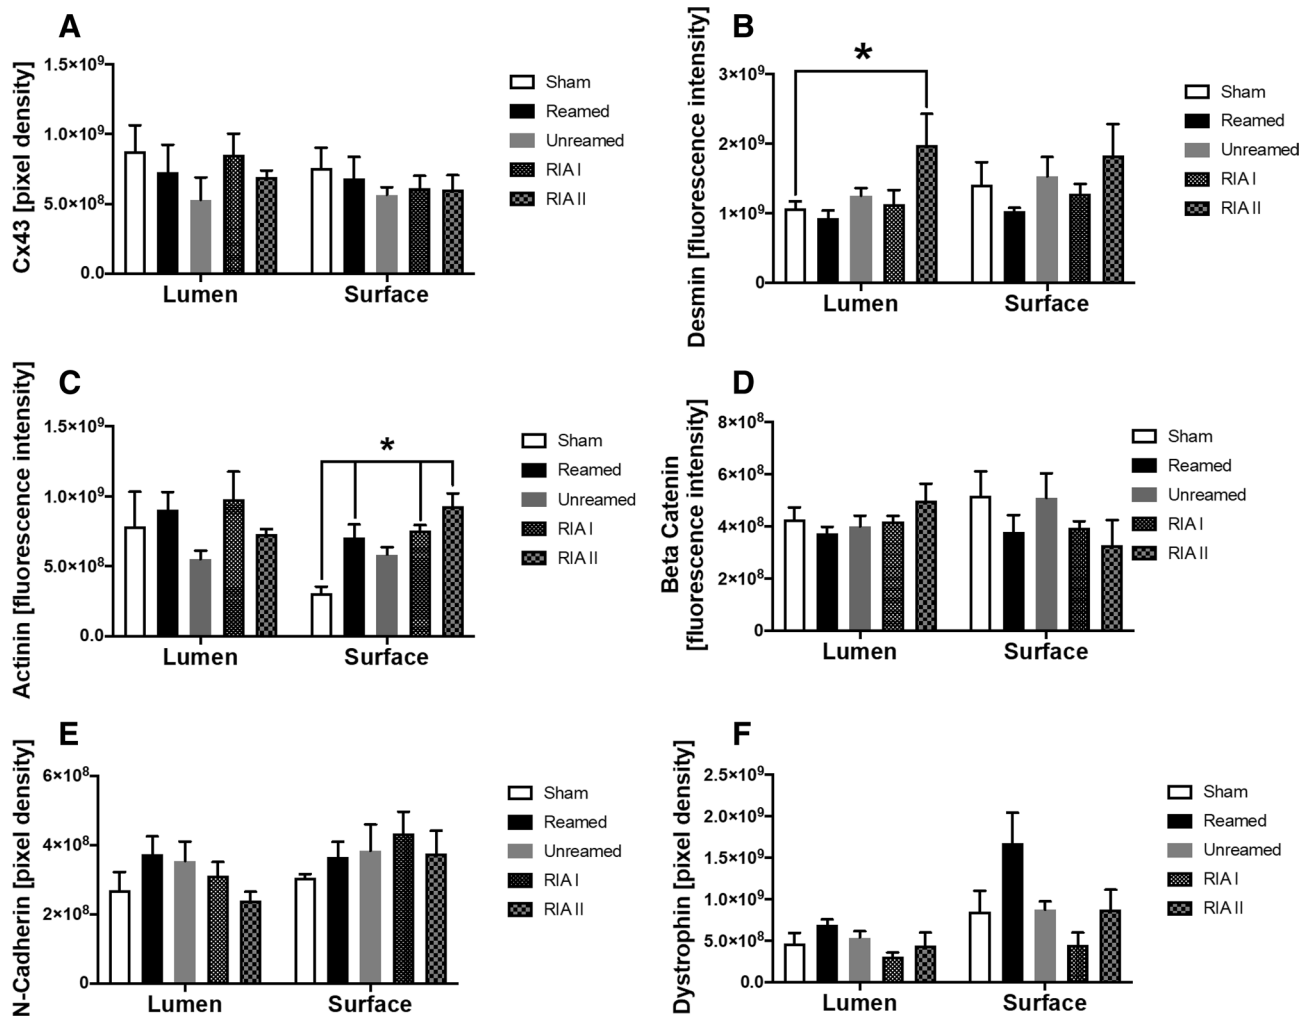 A
Cx43 [pixel density]
1.5×10⁹
1.0×10⁹
5.0×10⁸
0.0
Lumen
Surface
Sham
Reamed
Unreamed
RIA I
RIA II
B
Desmin [fluorescence intensity]
3×10⁹
2×10⁹
1×10⁹
0
*
Lumen
Surface
Sham
Reamed
Unreamed
RIA I
RIA II
C
Actinin [fluorescence intensity]
1.5×10⁹
1.0×10⁹
5.0×10⁸
0.0
*
Lumen
Surface
Sham
Reamed
Unreamed
RIA I
RIA II
D
Beta Catenin
[fluorescence intensity]
8×10⁸
6×10⁸
4×10⁸
2×10⁸
0
Lumen
Surface
Sham
Reamed
Unreamed
RIA I
RIA II
E
N-Cadherin [pixel density]
6×10⁸
4×10⁸
2×10⁸
0
Lumen
Surface
Sham
Reamed
Unreamed
RIA I
RIA II
F
Dystrophin [pixel density]
2.5×10⁹
2.0×10⁹
1.5×10⁹
1.0×10⁹
5.0×10⁸
0.0
Lumen
Surface
Sham
Reamed
Unreamed
RIA I
RIA II